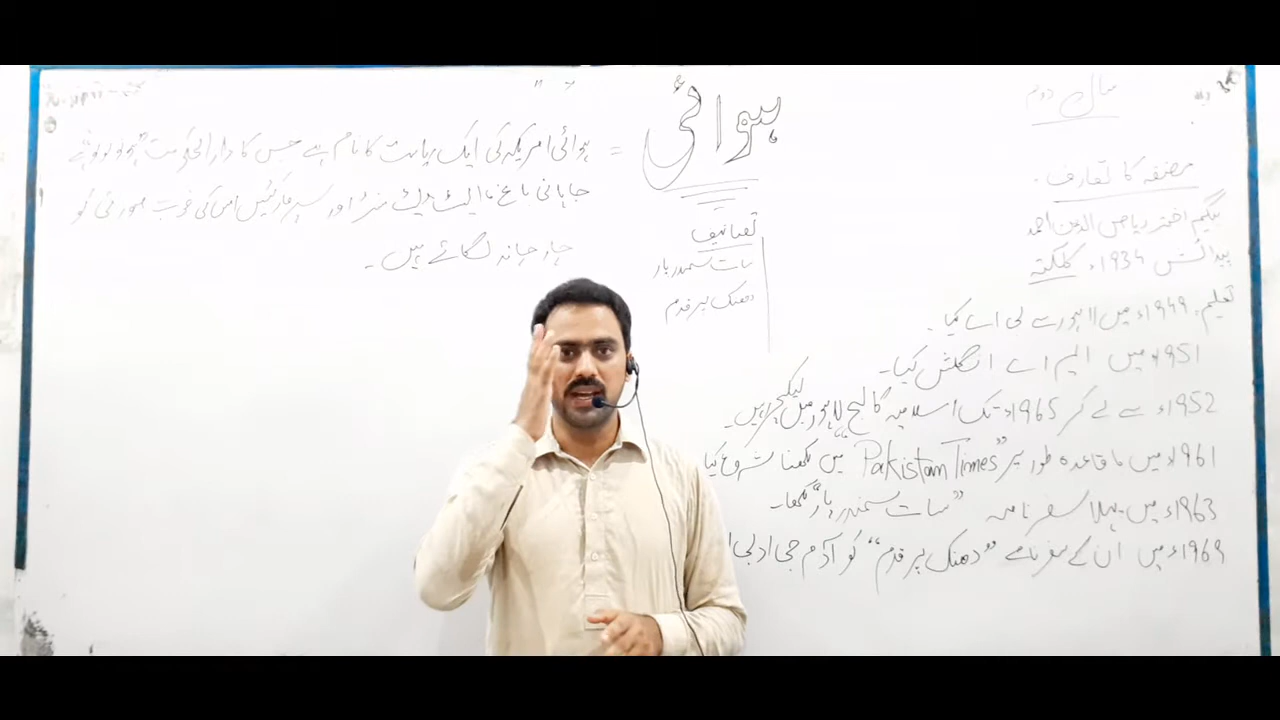 سال دوم
مصنفہ کا تعارف۔
بیگم اختر ریاض الدین احمد
پیدائش 1934ء کلکتہ
تعلیم: 1949ء میں لاہور سے بی اے کیا۔
1951ء میں ایم اے انگلش کیا۔
1952ء سے لے کر 1965ء تک اسلامیہ کالج لاہور میں لیکچرار رہیں۔
1961ء میں باقاعدہ طور پر "Pakistan Times" میں لکھنا شروع کیا
1963ء میں پہلا سفر نامہ "سات سمندر پار" لکھا۔
1969ء میں ان کے سفرنامے "دھنک پر قدم" کو آدم جی ادبی
ہوائی
= ہوائی امریکہ کی ایک ریاست کا نام ہے جس کا دارالحکومت "ہونولولو" ہے
جاپانی باغ، اور سپر مارکیٹیں اس کی خوب صورتی کو
چار چاند لگائے ہیں۔
تصانیف
سات سمندر پار
دھنک پر قدم